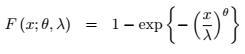 F(x; θ, λ) = 1 − exp{−(x/λ)^θ}